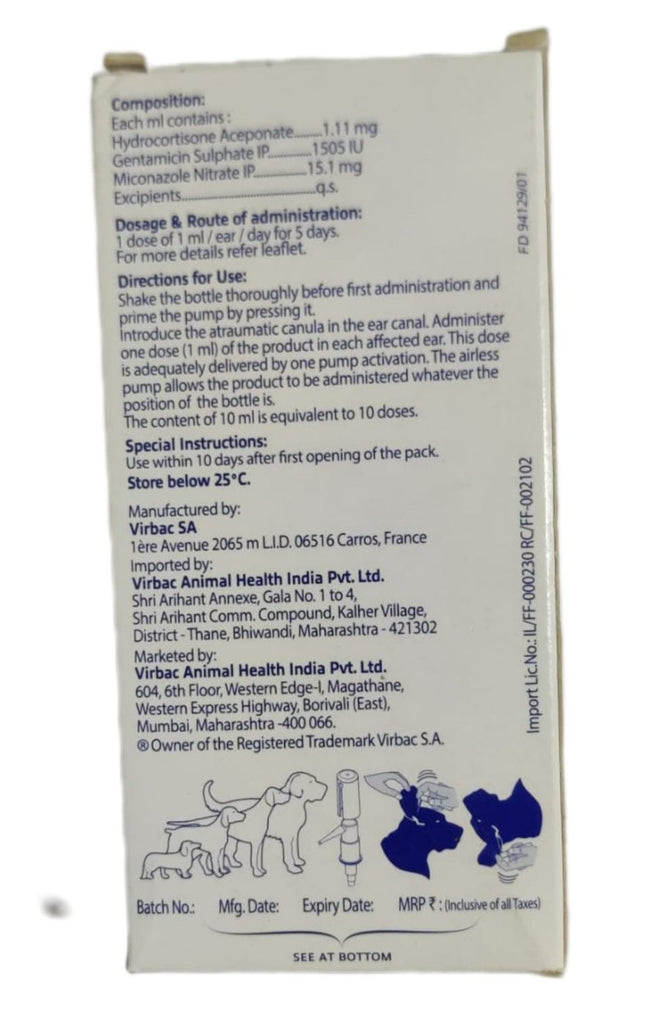 Composition:
Each ml contains :
Hydrocortisone Aceponate........1.11 mg
Gentamicin Sulphate IP............1505 IU
Miconazole Nitrate IP...............15.1 mg
Excipients......................................q.s.
Dosage & Route of administration:
1 dose of 1 ml / ear / day for 5 days.
For more details refer leaflet.
Directions for Use:
Shake the bottle thoroughly before first administration and
prime the pump by pressing it.
Introduce the atraumatic canula in the ear canal. Administer
one dose (1 ml) of the product in each affected ear. This dose
is adequately delivered by one pump activation. The airless
pump allows the product to be administered whatever the
position of the bottle is.
The content of 10 ml is equivalent to 10 doses.
Special Instructions:
Use within 10 days after first opening of the pack.
Store below 25°C.
Manufactured by:
Virbac SA
1ère Avenue 2065 m L.I.D. 06516 Carros, France
Imported by:
Virbac Animal Health India Pvt. Ltd.
Shri Arihant Annexe, Gala No. 1 to 4,
Shri Arihant Comm. Compound, Kalher Village,
District - Thane, Bhiwandi, Maharashtra - 421302
Marketed by:
Virbac Animal Health India Pvt. Ltd.
604, 6th Floor, Western Edge-I, Magathane,
Western Express Highway, Borivali (East),
Mumbai, Maharashtra -400 066.
® Owner of the Registered Trademark Virbac S.A.
Batch No.: Mfg. Date: Expiry Date: MRP ₹ : (Inclusive of all Taxes)
SEE AT BOTTOM
FD 94129/01
Import Lic.No.: IL/FF-000230 RC/FF-002102